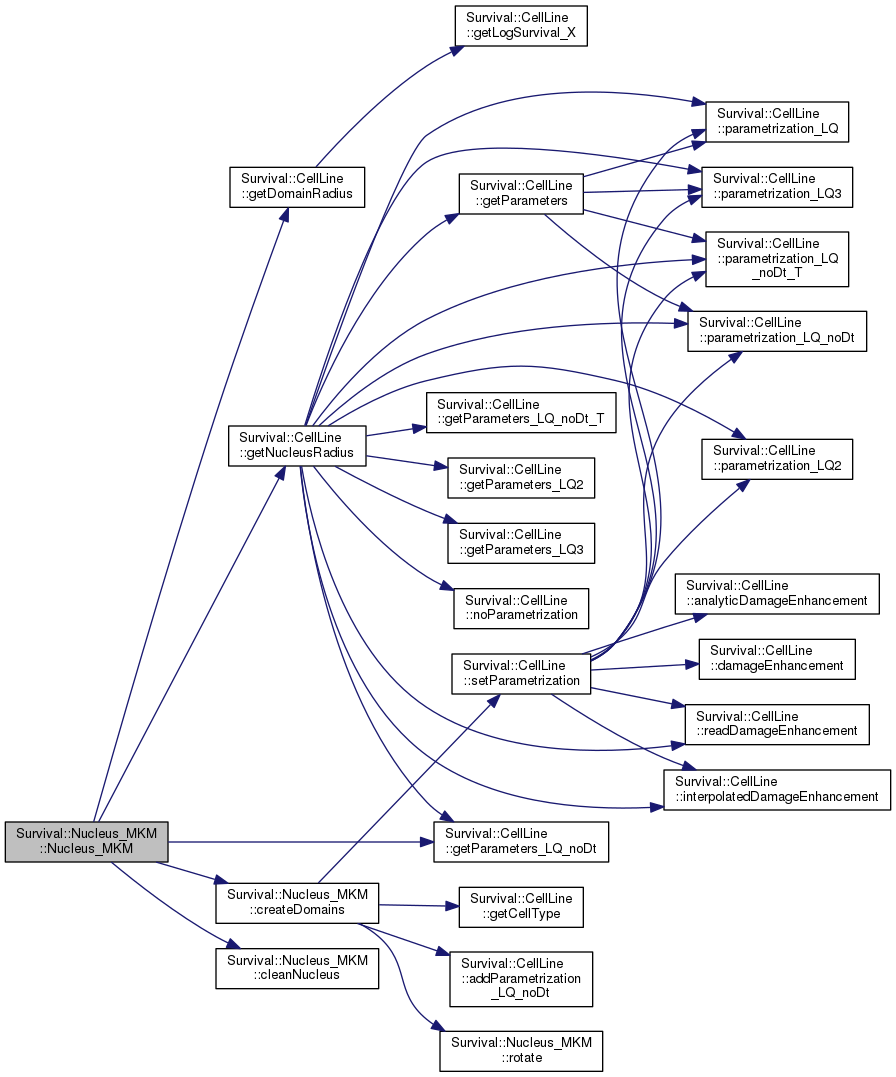 Survival::CellLine
::getLogSurvival_X
Survival::CellLine
::parametrization_LQ
Survival::CellLine
::getDomainRadius
Survival::CellLine
::getParameters
Survival::CellLine
::parametrization_LQ3
Survival::CellLine
::parametrization_LQ
_noDt_T
Survival::CellLine
::parametrization_LQ_noDt
Survival::CellLine
::getParameters_LQ_noDt_T
Survival::CellLine
::getNucleusRadius
Survival::CellLine
::parametrization_LQ2
Survival::CellLine
::getParameters_LQ2
Survival::CellLine
::getParameters_LQ3
Survival::CellLine
::noParametrization
Survival::CellLine
::analyticDamageEnhancement
Survival::CellLine
::setParametrization
Survival::CellLine
::damageEnhancement
Survival::CellLine
::readDamageEnhancement
Survival::CellLine
::interpolatedDamageEnhancement
Survival::Nucleus_MKM
::Nucleus_MKM
Survival::CellLine
::getParameters_LQ_noDt
Survival::Nucleus_MKM
::createDomains
Survival::CellLine
::getCellType
Survival::Nucleus_MKM
::cleanNucleus
Survival::CellLine
::addParametrization
_LQ_noDt
Survival::Nucleus_MKM
::rotate